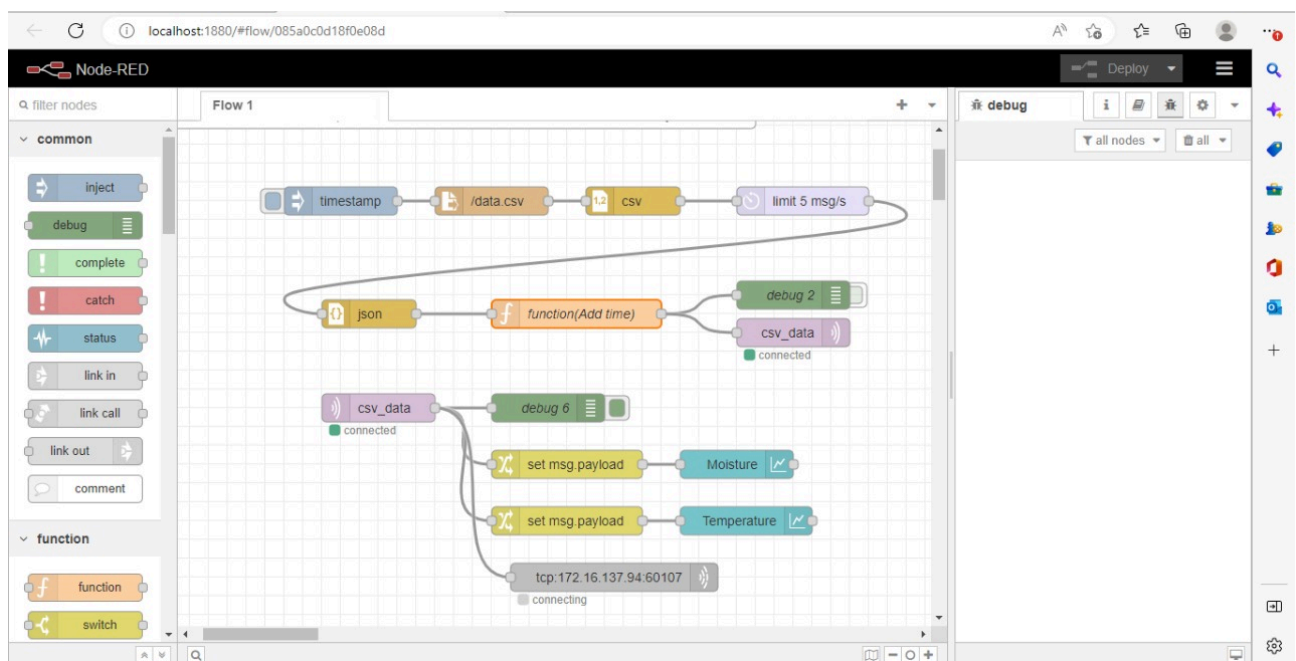 localhost:1880/#flow/085a0c0d18f0e08d
Node-RED
Deploy
filter nodes
Flow 1
debug
i
all nodes
all
common
inject
debug
complete
catch
status
link in
link call
link out
comment
function
function
switch
timestamp
/data.csv
1,2
csv
limit 5 msg/s
{}
json
f
function(Add time)
debug 2
csv_data
connected
csv_data
connected
debug 6
set msg.payload
Moisture
set msg.payload
Temperature
tcp:172.16.137.94:60107
connecting